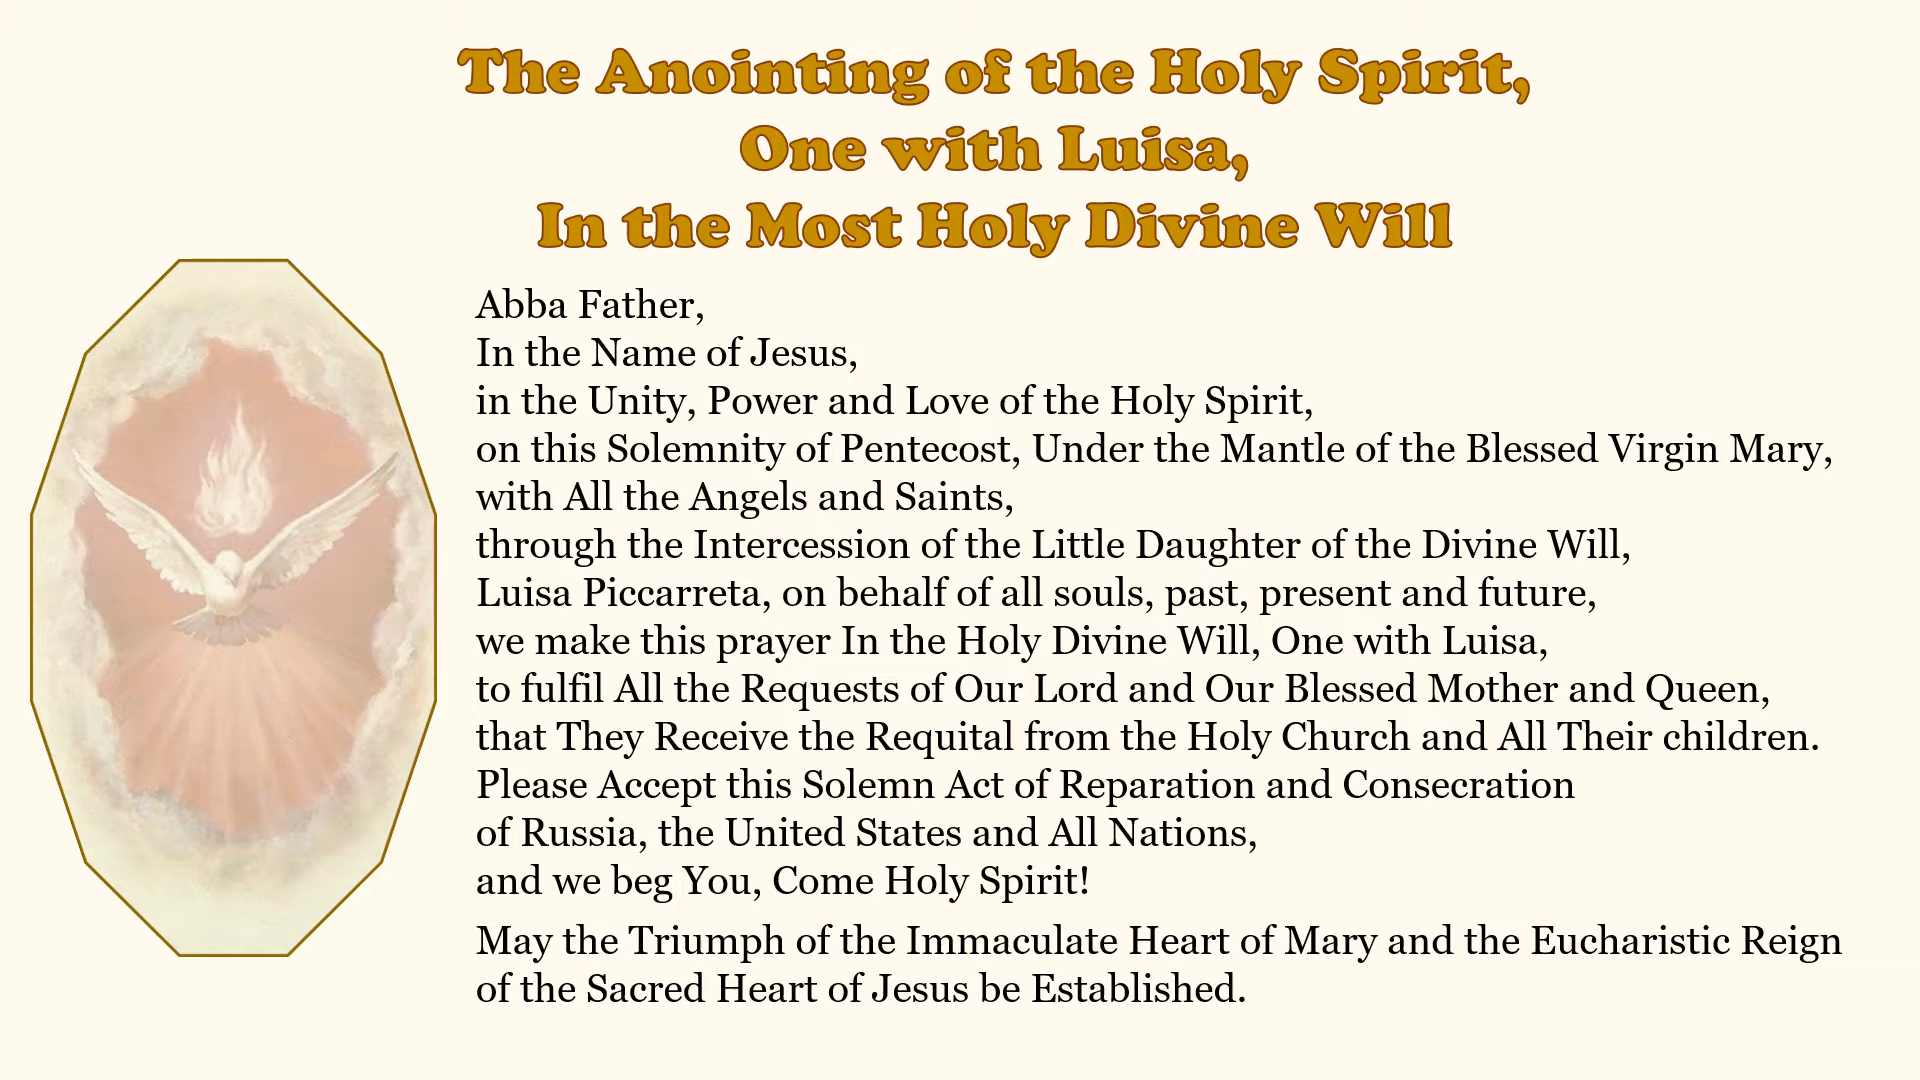 The Anointing of the Holy Spirit,
One with Luisa,
In the Most Holy Divine Will
Abba Father,
In the Name of Jesus,
in the Unity, Power and Love of the Holy Spirit,
on this Solemnity of Pentecost, Under the Mantle of the Blessed Virgin Mary,
with All the Angels and Saints,
through the Intercession of the Little Daughter of the Divine Will,
Luisa Piccarreta, on behalf of all souls, past, present and future,
we make this prayer In the Holy Divine Will, One with Luisa,
to fulfil All the Requests of Our Lord and Our Blessed Mother and Queen,
that They Receive the Requital from the Holy Church and All Their children.
Please Accept this Solemn Act of Reparation and Consecration
of Russia, the United States and All Nations,
and we beg You, Come Holy Spirit!
May the Triumph of the Immaculate Heart of Mary and the Eucharistic Reign
of the Sacred Heart of Jesus be Established.